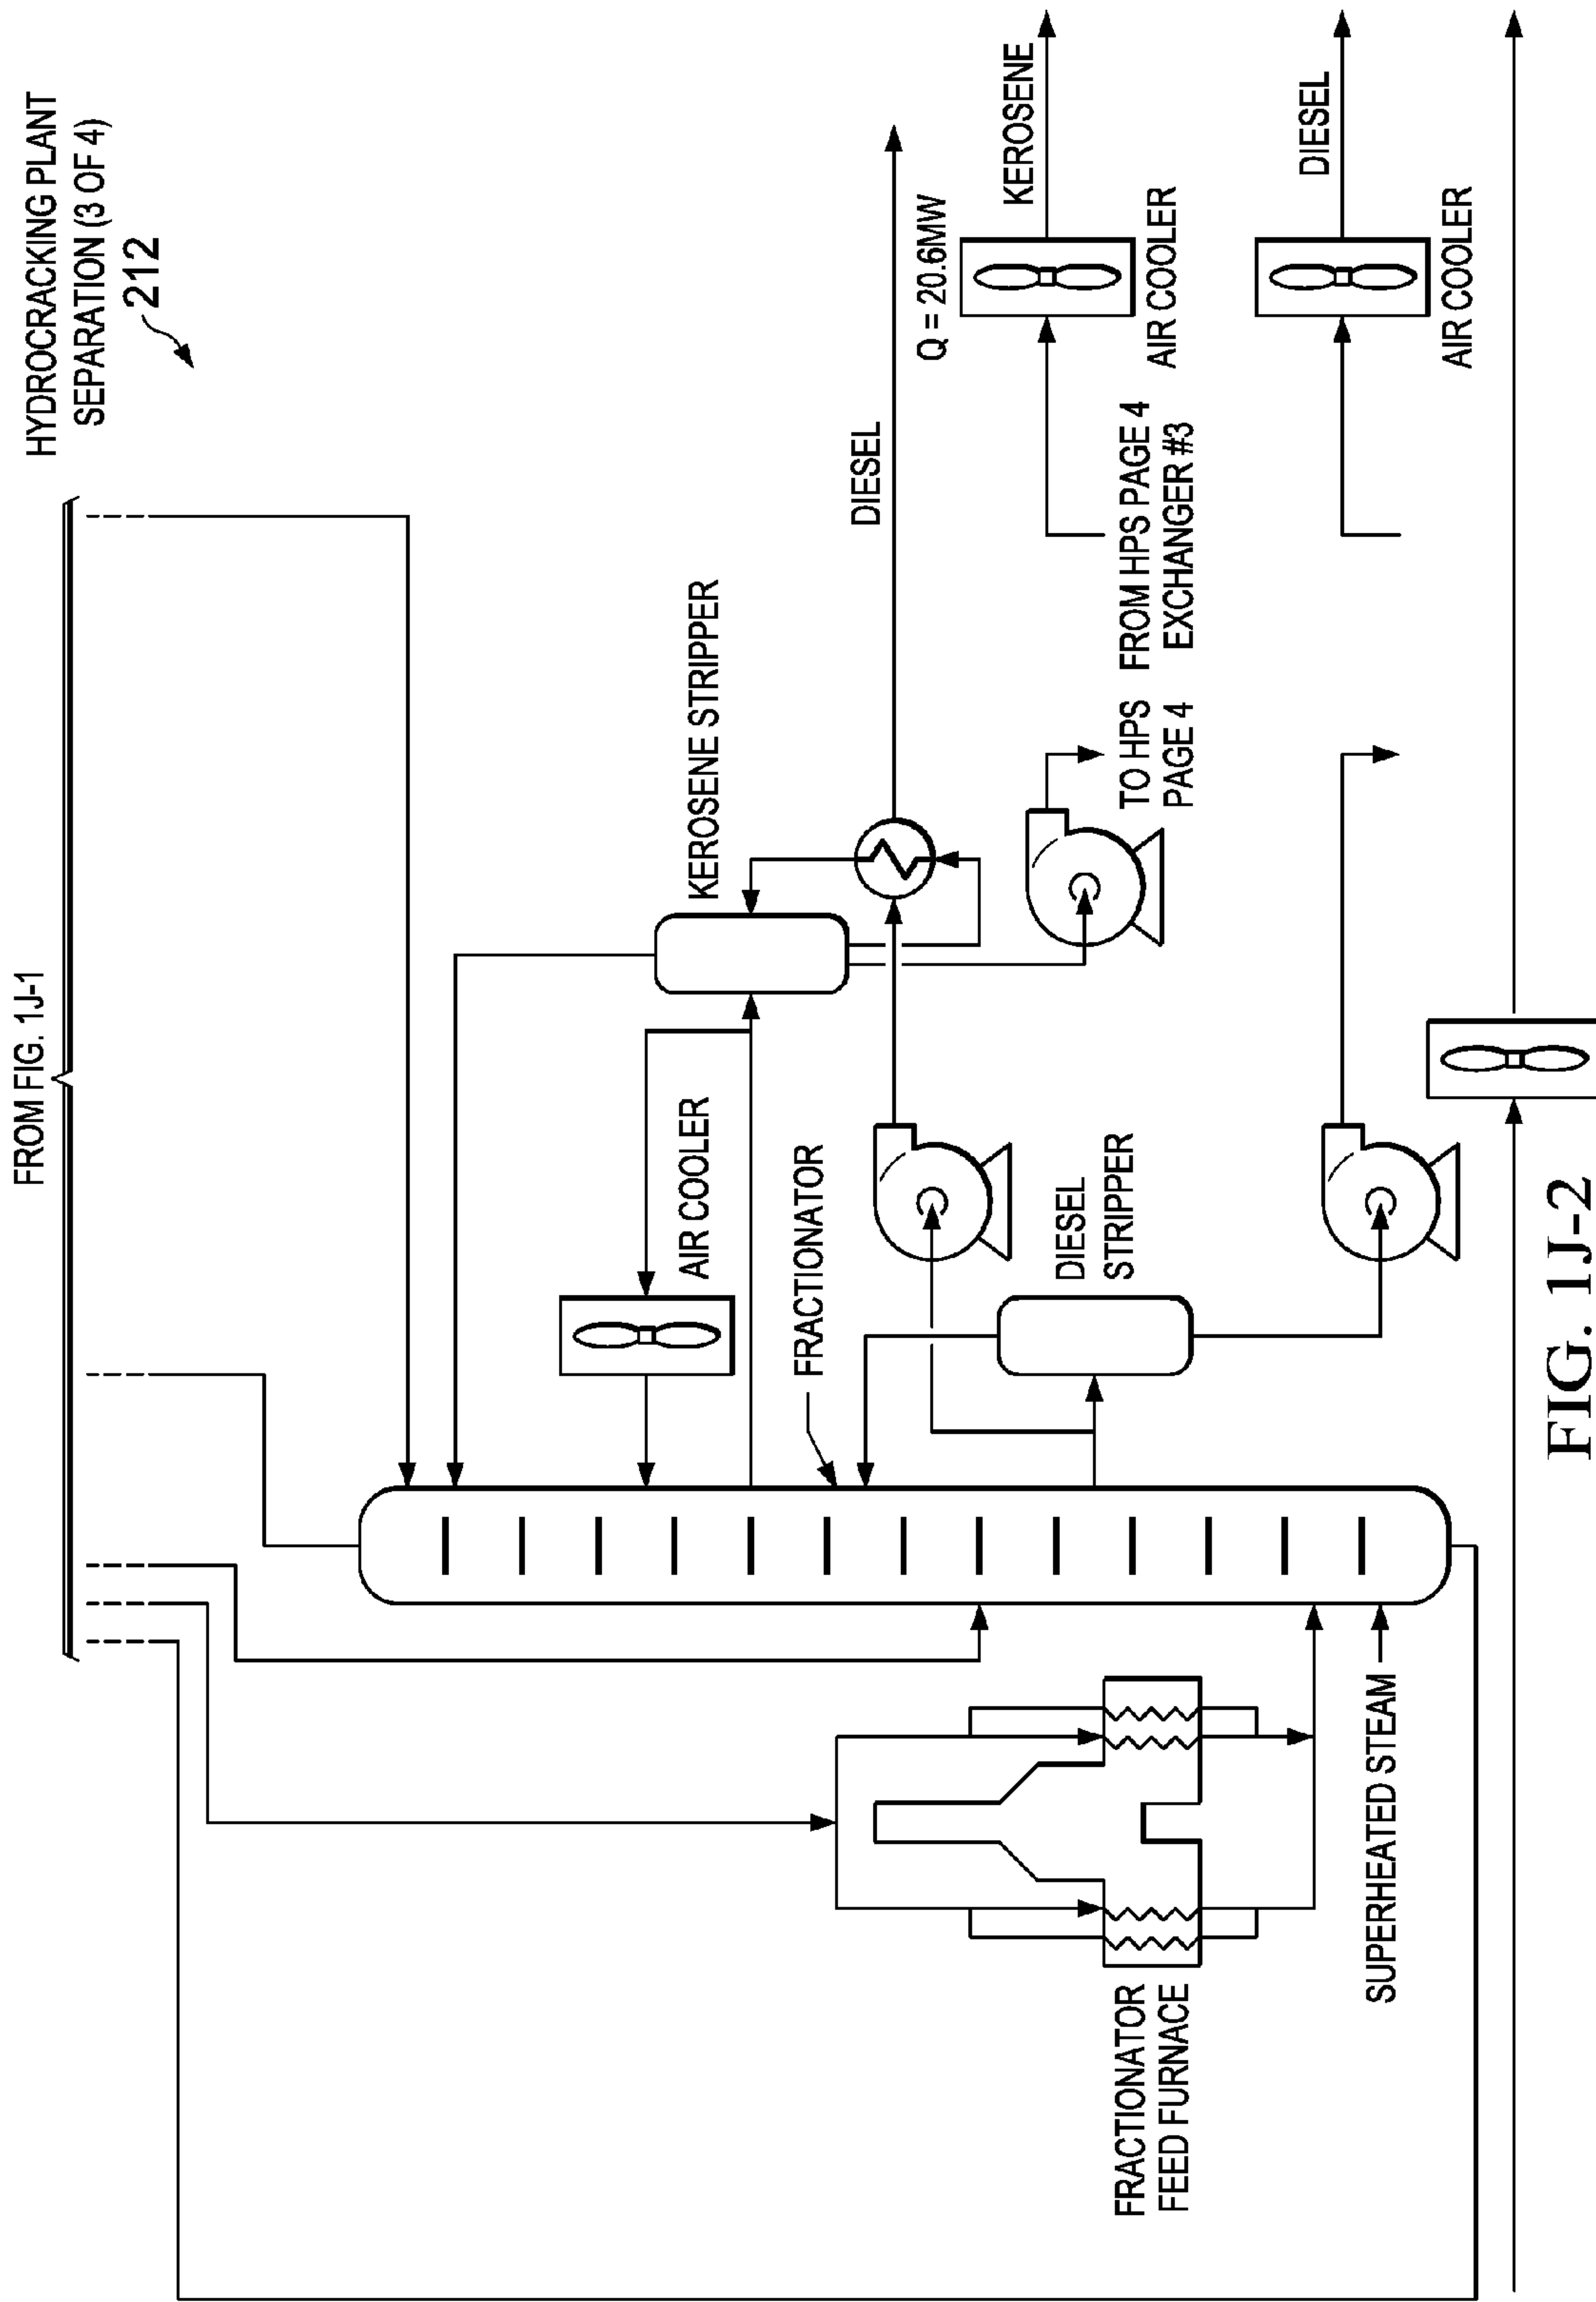 HYDROCRACKING PLANT
SEPARATION (3 OF 4)
212
FROM FIG. 1J-1
KEROSENE STRIPPER
AIR COOLER
FRACTIONATOR
DIESEL
Q = 20.6MW
KEROSENE
AIR COOLER
TO HPS
PAGE 4
FROM HPS PAGE 4
EXCHANGER #3
DIESEL
STRIPPER
DIESEL
AIR COOLER
FRACTIONATOR
FEED FURNACE
SUPERHEATED STEAM
FIG. 1J-2